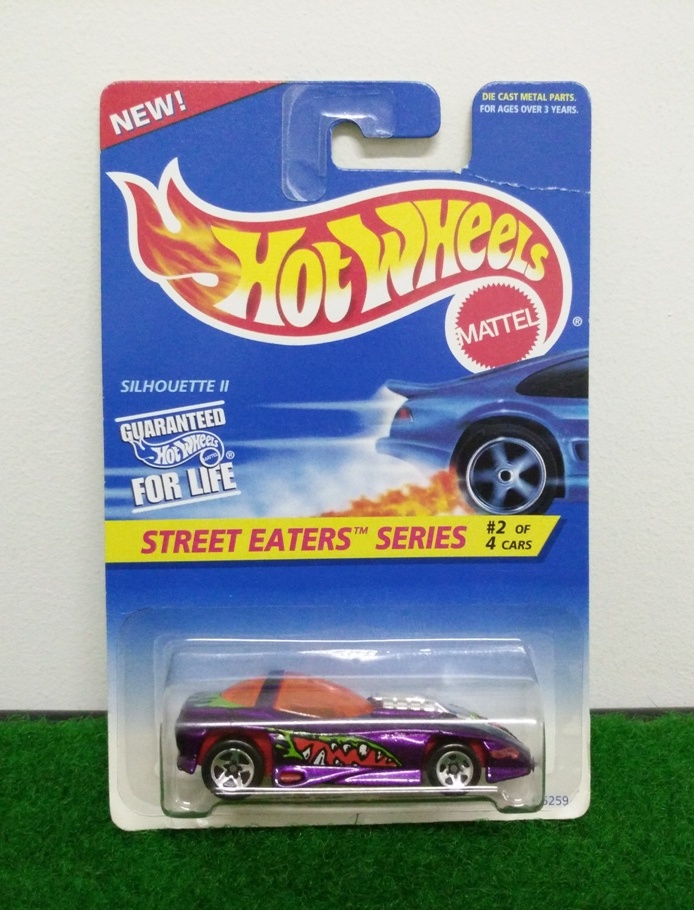 NEW!
DIE CAST METAL PARTS.
FOR AGES OVER 3 YEARS.
HOT WHEELS
MATTEL
®
SILHOUETTE II
GUARANTEED
Hot Wheels ®
FOR LIFE
STREET EATERS™ SERIES
#2 OF
4 CARS
5259